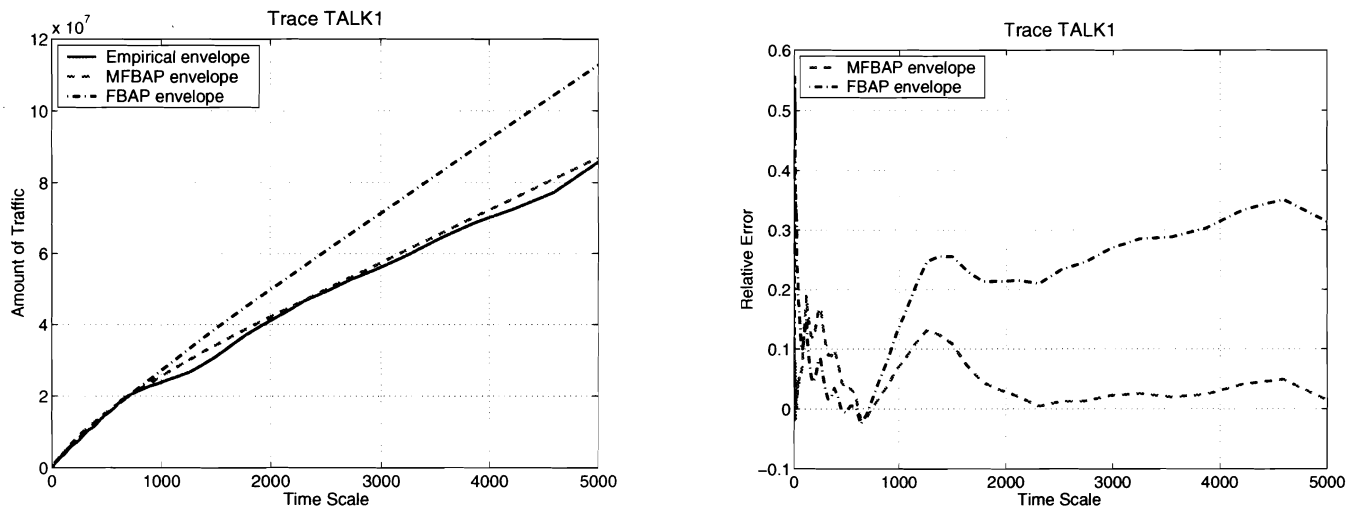 Trace TALK1
x 10^7
12
10
8
6
4
2
0
Empirical envelope
MFBAP envelope
FBAP envelope
Amount of Traffic
0 1000 2000 3000 4000 5000
Time Scale
Trace TALK1
0.6
0.5
0.4
0.3
0.2
0.1
0
−0.1
MFBAP envelope
FBAP envelope
Relative Error
0 1000 2000 3000 4000 5000
Time Scale